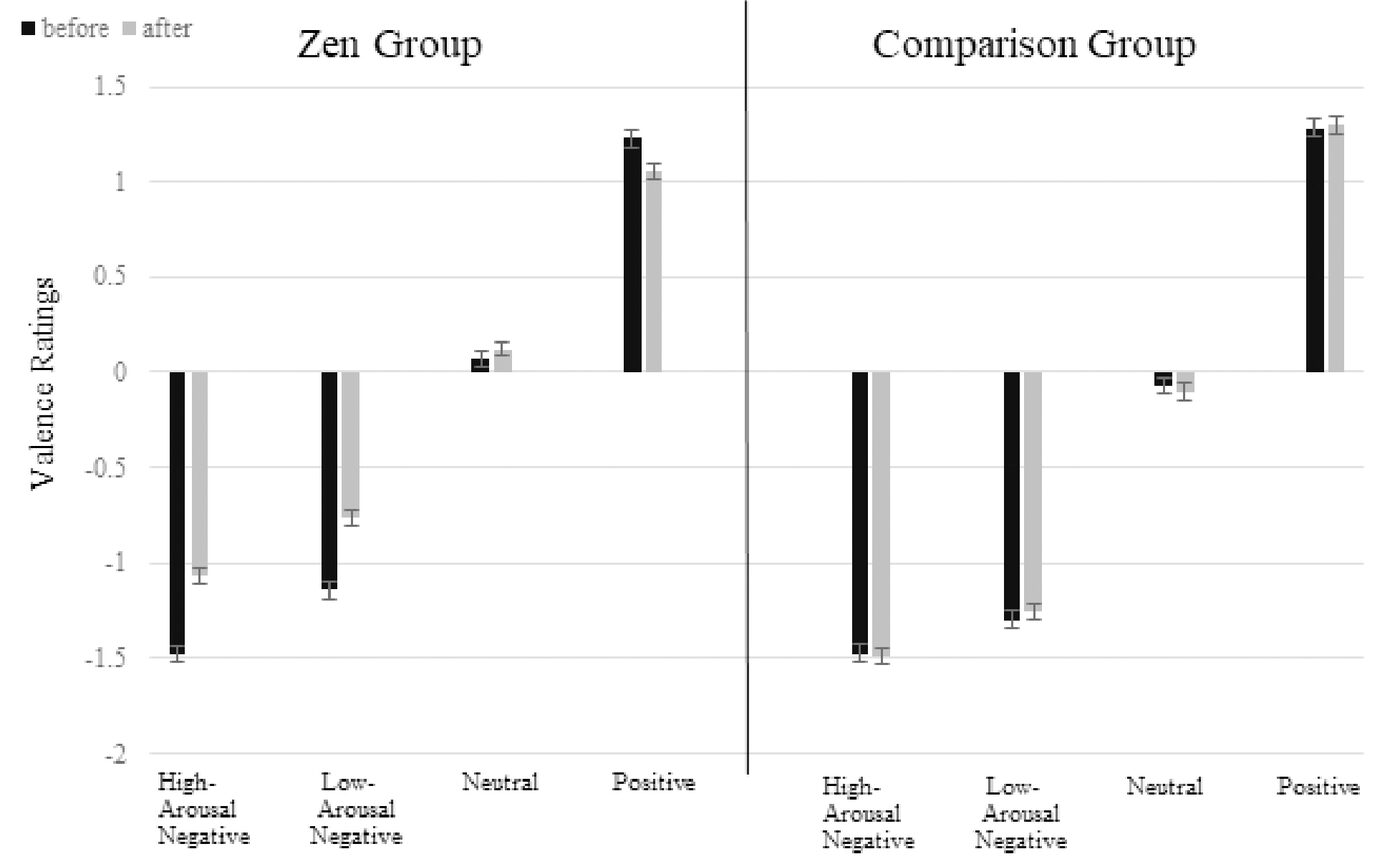 before after
Zen Group
Comparison Group
1.5
1
0.5
0
-0.5
-1
-1.5
-2
Valence Ratings
High-
Arousal
Negative
Low-
Arousal
Negative
Neutral
Positive
High-
Arousal
Negative
Low-
Arousal
Negative
Neutral
Positive